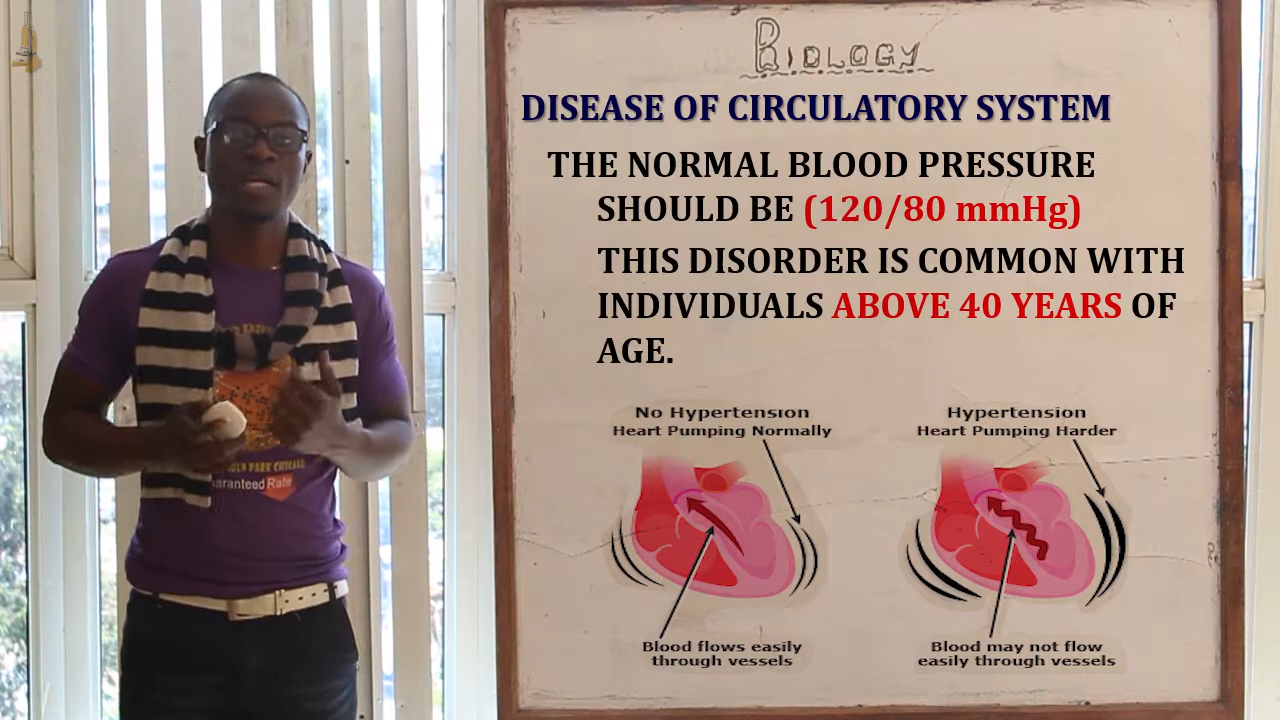 BIOLOGY
DISEASE OF CIRCULATORY SYSTEM
THE NORMAL BLOOD PRESSURE
SHOULD BE (120/80 mmHg)
THIS DISORDER IS COMMON WITH
INDIVIDUALS ABOVE 40 YEARS OF
AGE.
No Hypertension
Heart Pumping Normally
Blood flows easily
through vessels
Hypertension
Heart Pumping Harder
Blood may not flow
easily through vessels
PARK CHICAGO
Rate